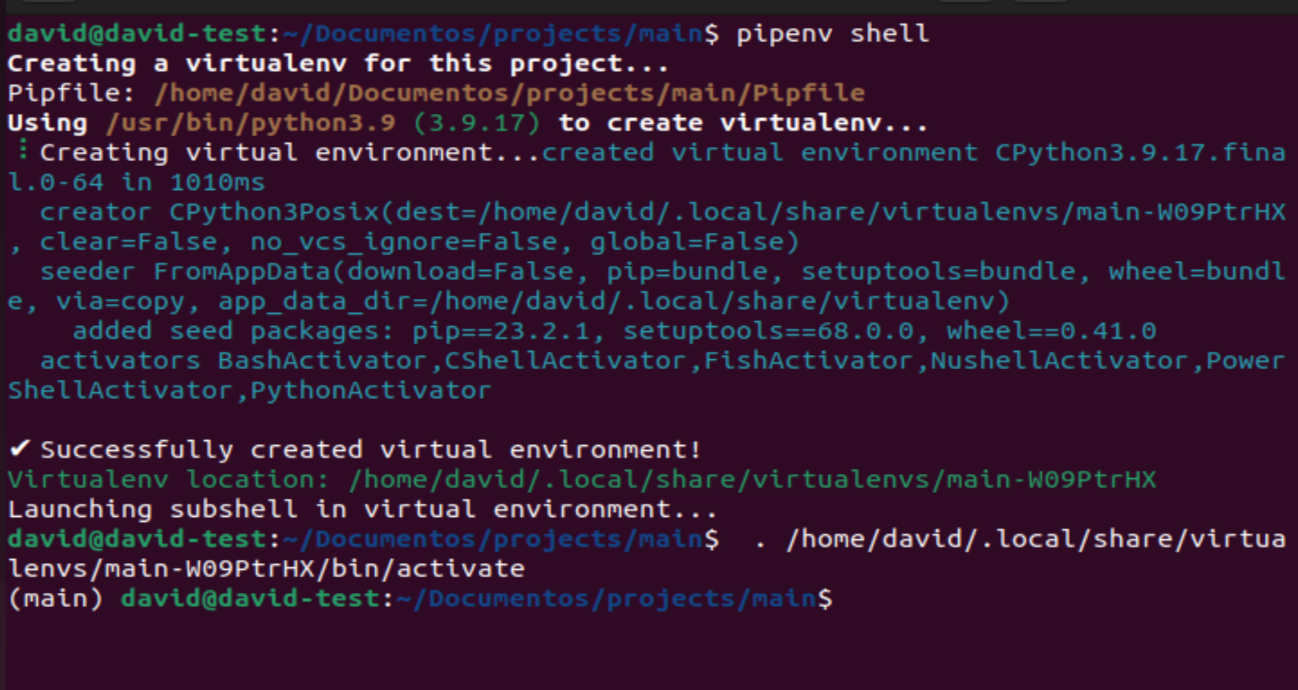 david@david-test:~/Documentos/projects/main$ pipenv shell
Creating a virtualenv for this project...
Pipfile: /home/david/Documentos/projects/main/Pipfile
Using /usr/bin/python3.9 (3.9.17) to create virtualenv...
⠸ Creating virtual environment...created virtual environment CPython3.9.17.fina
l.0-64 in 1010ms
  creator CPython3Posix(dest=/home/david/.local/share/virtualenvs/main-W09PtrHX
, clear=False, no_vcs_ignore=False, global=False)
  seeder FromAppData(download=False, pip=bundle, setuptools=bundle, wheel=bundl
e, via=copy, app_data_dir=/home/david/.local/share/virtualenv)
    added seed packages: pip==23.2.1, setuptools==68.0.0, wheel==0.41.0
  activators BashActivator,CShellActivator,FishActivator,NushellActivator,Power
ShellActivator,PythonActivator
✔ Successfully created virtual environment!
Virtualenv location: /home/david/.local/share/virtualenvs/main-W09PtrHX
Launching subshell in virtual environment...
david@david-test:~/Documentos/projects/main$  . /home/david/.local/share/virtua
lenvs/main-W09PtrHX/bin/activate
(main) david@david-test:~/Documentos/projects/main$